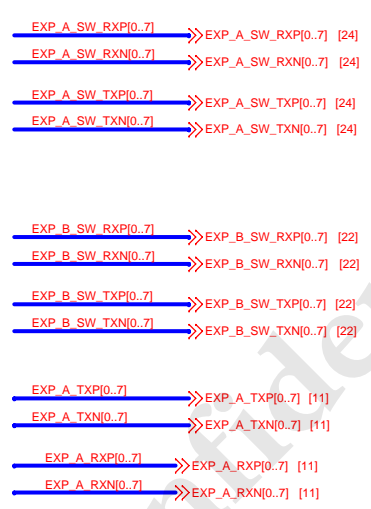 EXP_A_SW_RXP[0..7] EXP_A_SW_RXP[0..7] [24]
EXP_A_SW_RXN[0..7] EXP_A_SW_RXN[0..7] [24]
EXP_A_SW_TXP[0..7] EXP_A_SW_TXP[0..7] [24]
EXP_A_SW_TXN[0..7] EXP_A_SW_TXN[0..7] [24]
EXP_B_SW_RXP[0..7] EXP_B_SW_RXP[0..7] [22]
EXP_B_SW_RXN[0..7] EXP_B_SW_RXN[0..7] [22]
EXP_B_SW_TXP[0..7] EXP_B_SW_TXP[0..7] [22]
EXP_B_SW_TXN[0..7] EXP_B_SW_TXN[0..7] [22]
EXP_A_TXP[0..7] EXP_A_TXP[0..7] [11]
EXP_A_TXN[0..7] EXP_A_TXN[0..7] [11]
EXP_A_RXP[0..7] EXP_A_RXP[0..7] [11]
EXP_A_RXN[0..7] EXP_A_RXN[0..7] [11]